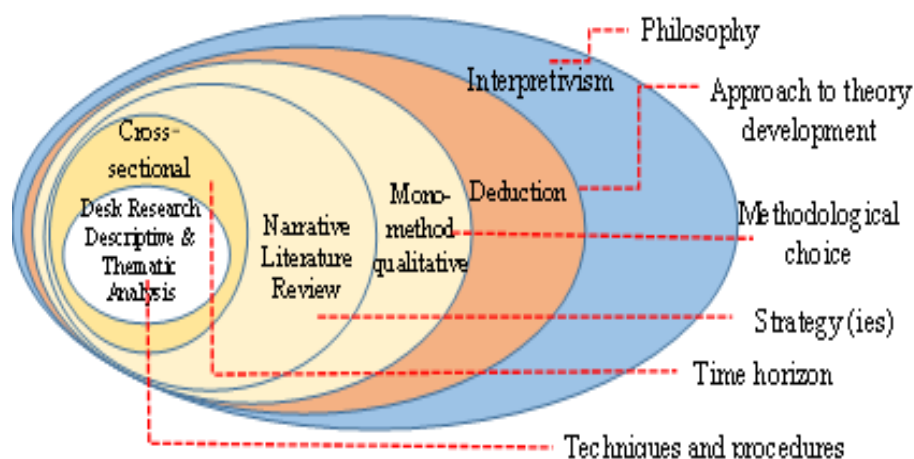 Philosophy
Interpretivism
Approach to theory
development
Cross-
sectional
Desk Research
Descriptive &
Thematic
Analysis
Narrative
Literature
Review
Mono-
method
qualitative
Deduction
Methodological
choice
Strategy (ies)
Time horizon
Techniques and procedures